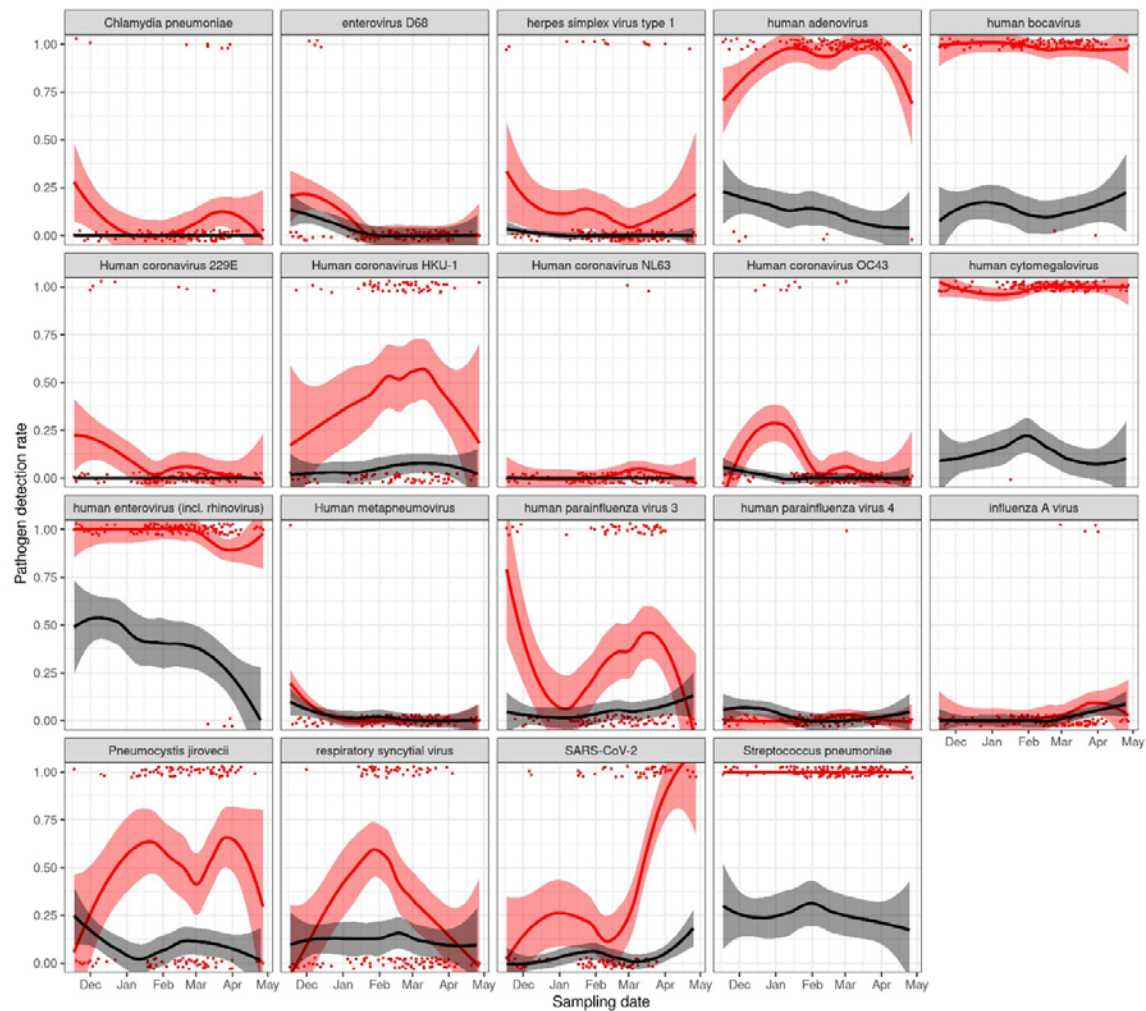 Chlamydia pneumoniae enterovirus D68 herpes simplex virus type 1 human adenovirus human bocavirus
1.00
0.75
0.50
0.25
0.00
Human coronavirus 229E Human coronavirus HKU-1 Human coronavirus NL63 Human coronavirus OC43 human cytomegalovirus
1.00
0.75
0.50
0.25
0.00
Pathogen detection rate
human enterovirus (incl. rhinovirus) Human metapneumovirus human parainfluenza virus 3 human parainfluenza virus 4 influenza A virus
1.00
0.75
0.50
0.25
0.00
Dec Jan Feb Mar Apr May
Pneumocystis jirovecii respiratory syncytial virus SARS-CoV-2 Streptococcus pneumoniae
1.00
0.75
0.50
0.25
0.00
Dec Jan Feb Mar Apr May Dec Jan Feb Mar Apr May Dec Jan Feb Mar Apr May Dec Jan Feb Mar Apr May
Sampling date